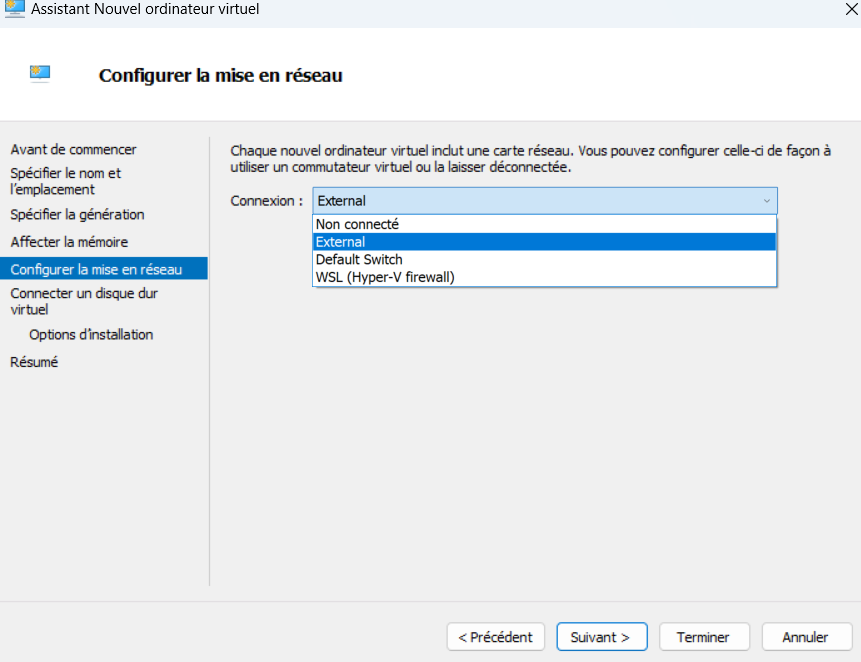 Assistant Nouvel ordinateur virtuel
Configurer la mise en réseau
Avant de commencer
Spécifier le nom et
l'emplacement
Spécifier la génération
Affecter la mémoire
Configurer la mise en réseau
Connecter un disque dur
virtuel
Options d'installation
Résumé
Chaque nouvel ordinateur virtuel inclut une carte réseau. Vous pouvez configurer celle-ci de façon à
utiliser un commutateur virtuel ou la laisser déconnectée.
Connexion : External
Non connecté
External
Default Switch
WSL (Hyper-V firewall)
< Précédent Suivant > Terminer Annuler